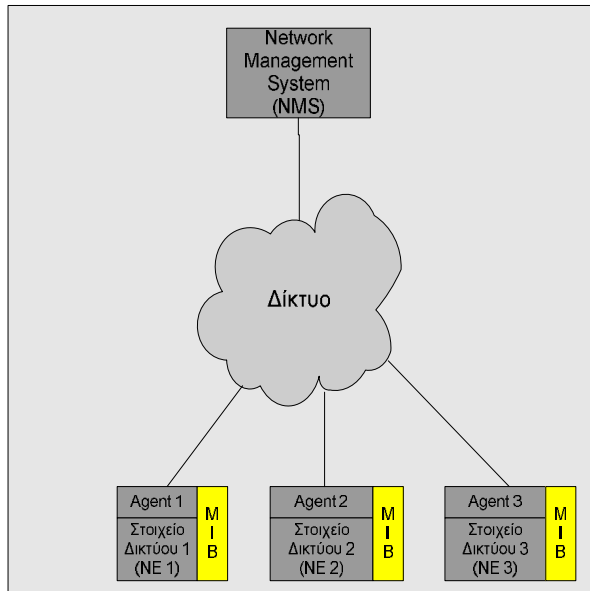 Network
Management
System
(NMS)
Δίκτυο
Agent 1
Στοιχείο
Δικτύου 1
(NE 1)
M
I
B
Agent 2
Στοιχείο
Δικτύου 2
(NE 2)
M
I
B
Agent 3
Στοιχείο
Δικτύου 3
(NE 3)
M
I
B